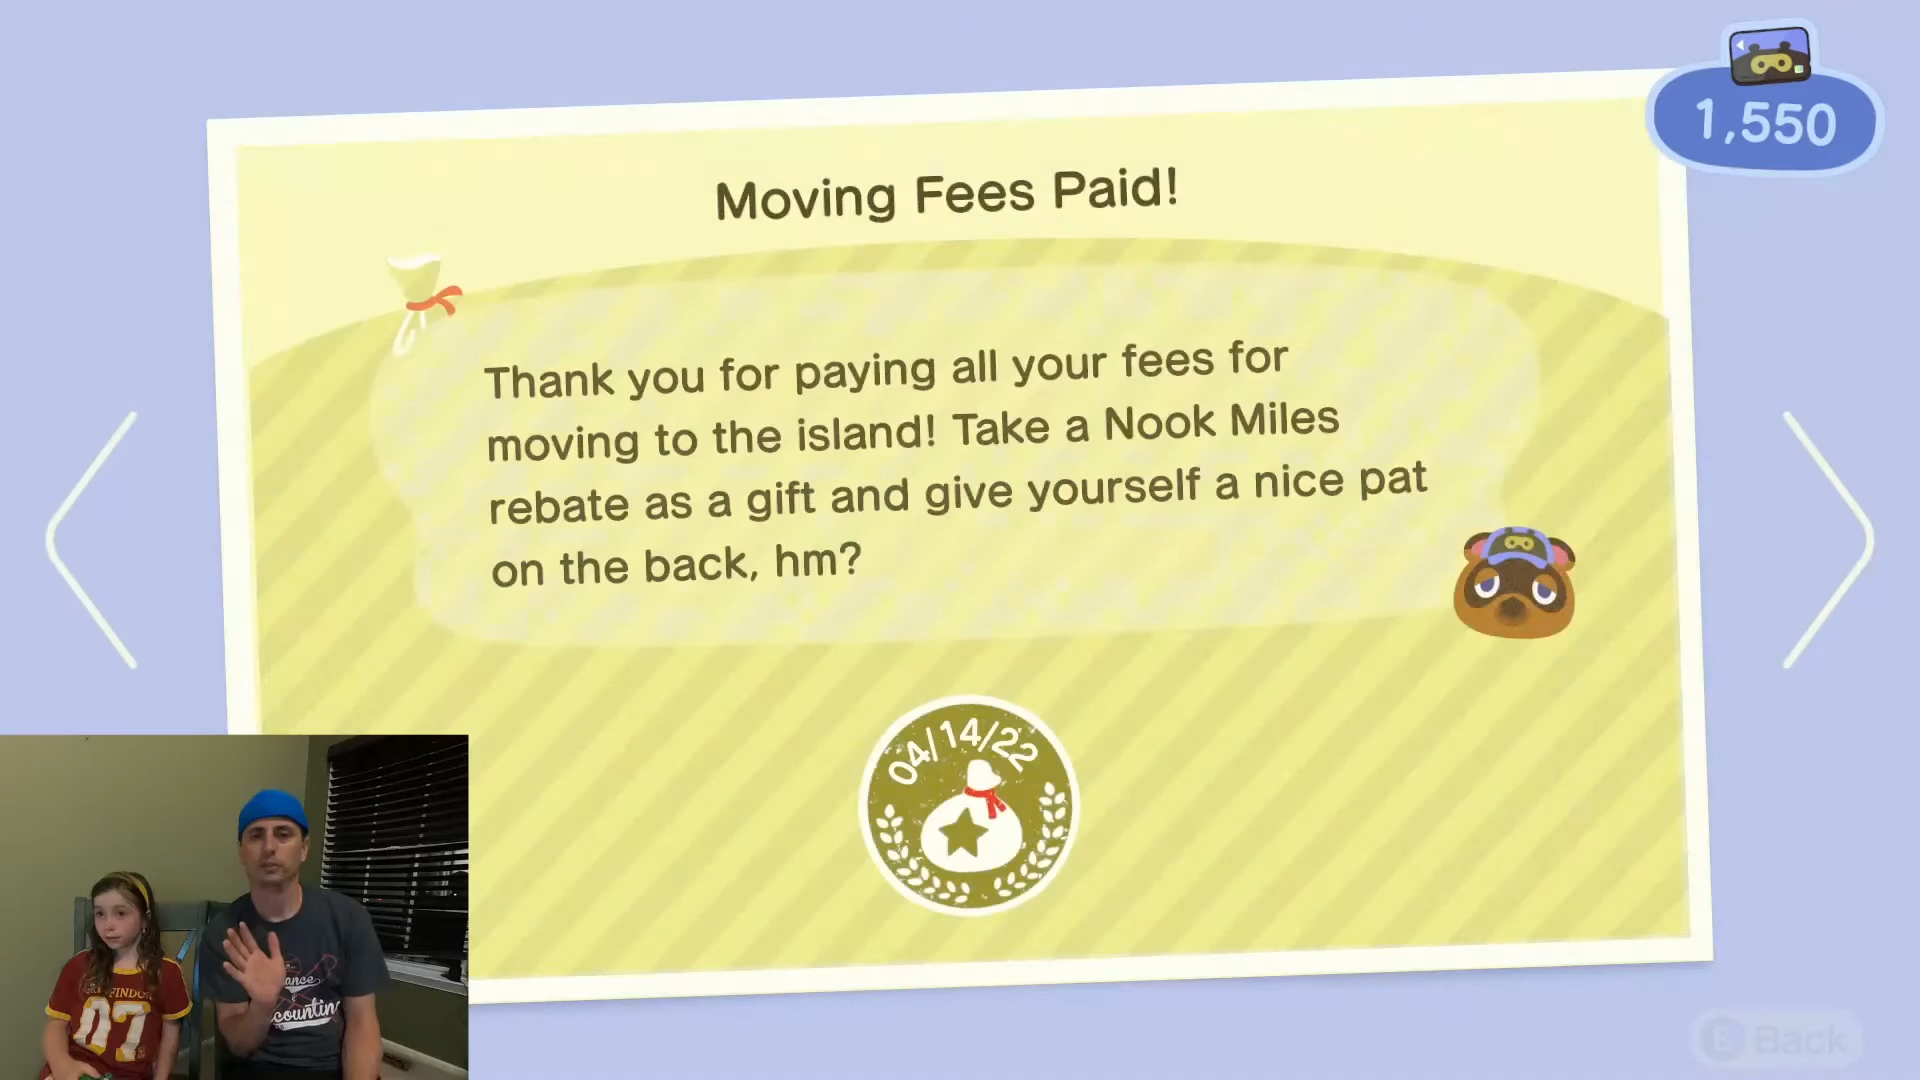 1,550
Moving Fees Paid!
Thank you for paying all your fees for
moving to the island! Take a Nook Miles
rebate as a gift and give yourself a nice pat
on the back, hm?
04/14/22
07
Back